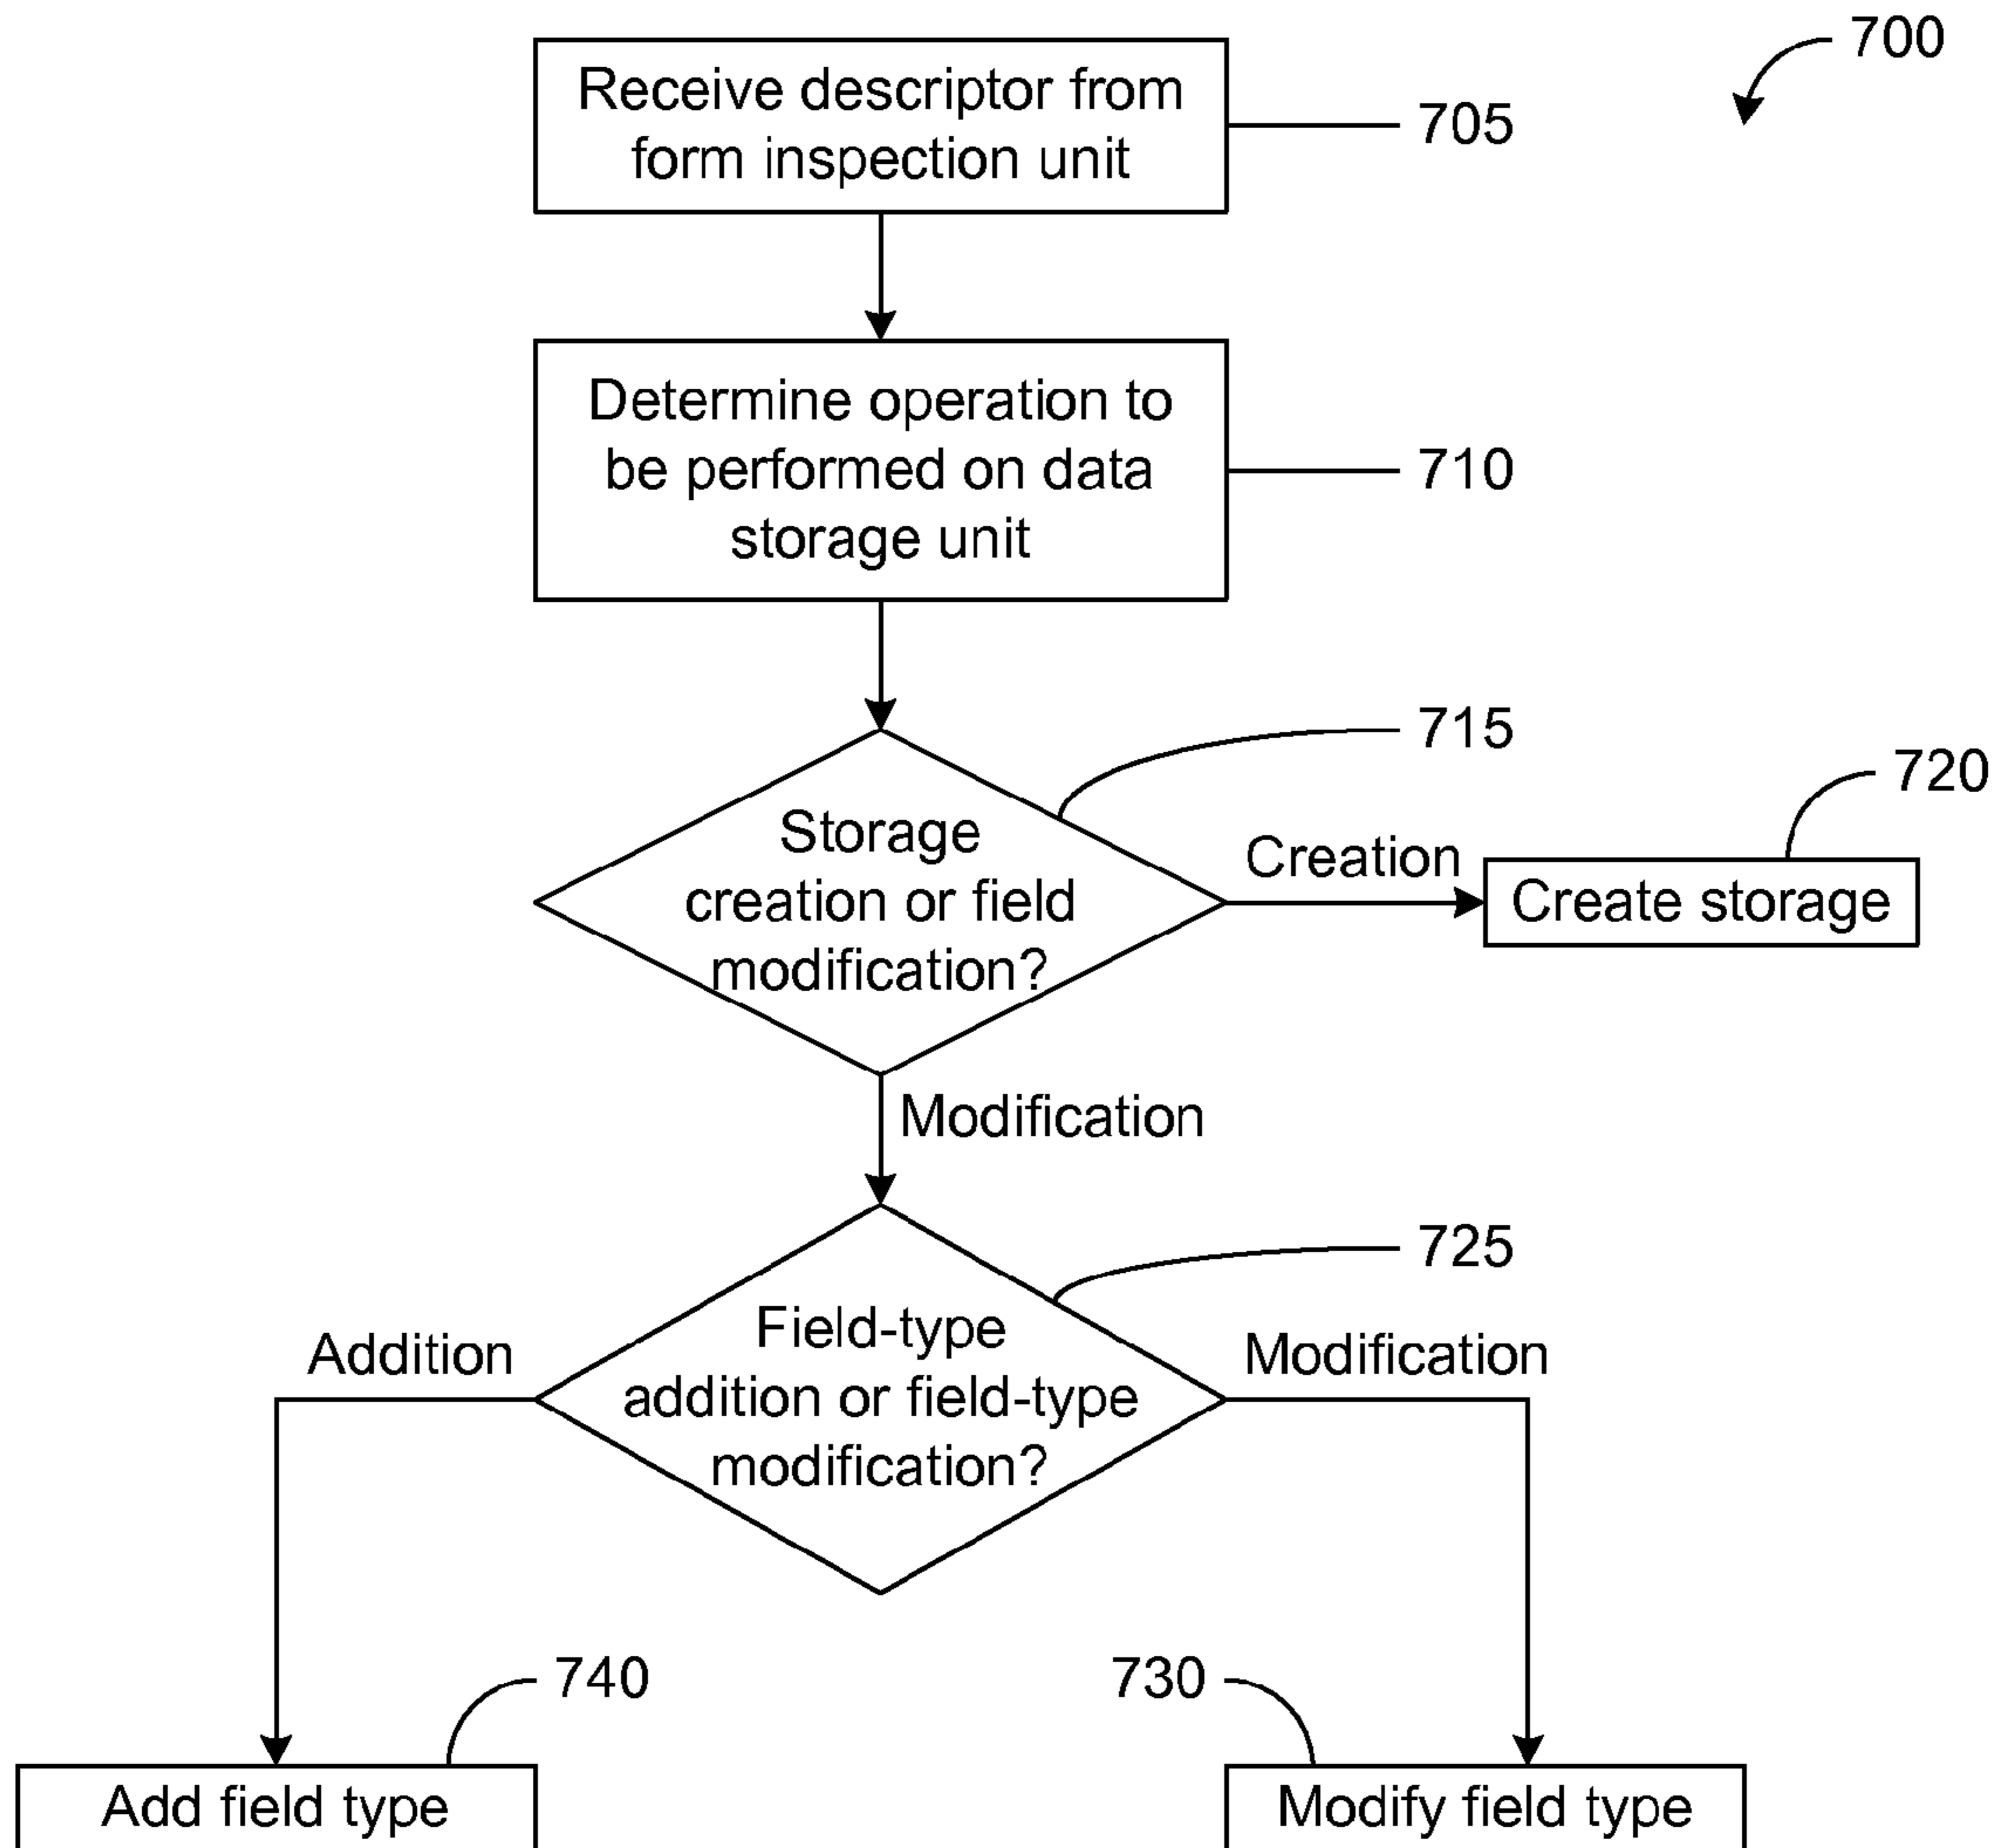 700
Receive descriptor from
form inspection unit
705
Determine operation to
be performed on data
storage unit
710
715
720
Storage
creation or field
modification?
Creation
Create storage
Modification
725
Field-type
addition or field-type
modification?
Addition
Modification
740
730
Add field type
Modify field type